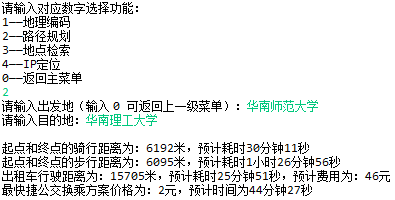 请输入对应数字选择功能：
1——地理编码
2——路径规划
3——地点检索
4——IP定位
0——返回主菜单
2
请输入出发地（输入 0 可返回上一级菜单）：华南师范大学
请输入目的地：华南理工大学
起点和终点的骑行距离为：6192米，预计耗时30分钟11秒
起点和终点的步行距离为：6095米，预计耗时1小时26分钟56秒
出租车行驶距离为：15705米，预计耗时25分钟51秒，预计费用为：46元
最快捷公交换乘方案价格为：2元，预计时间为44分钟27秒